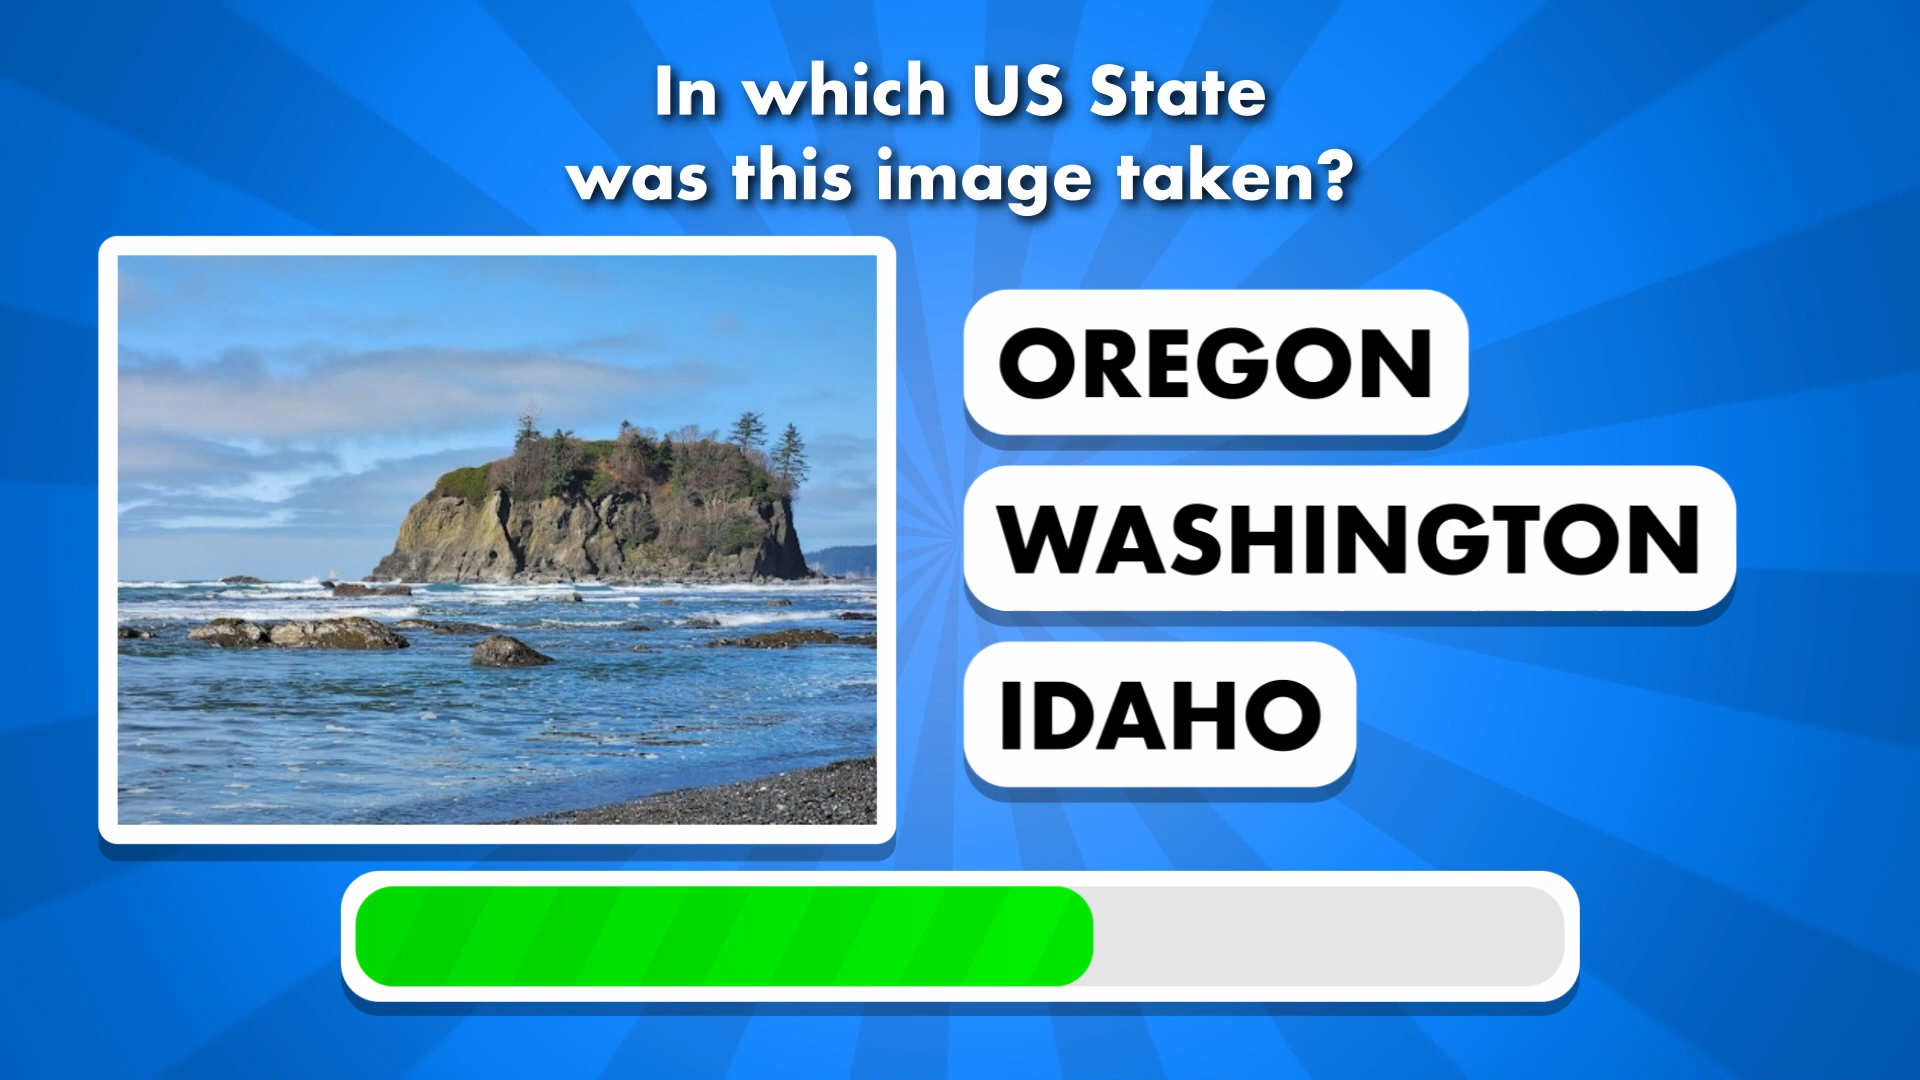 In which US State
was this image taken?
OREGON
WASHINGTON
IDAHO